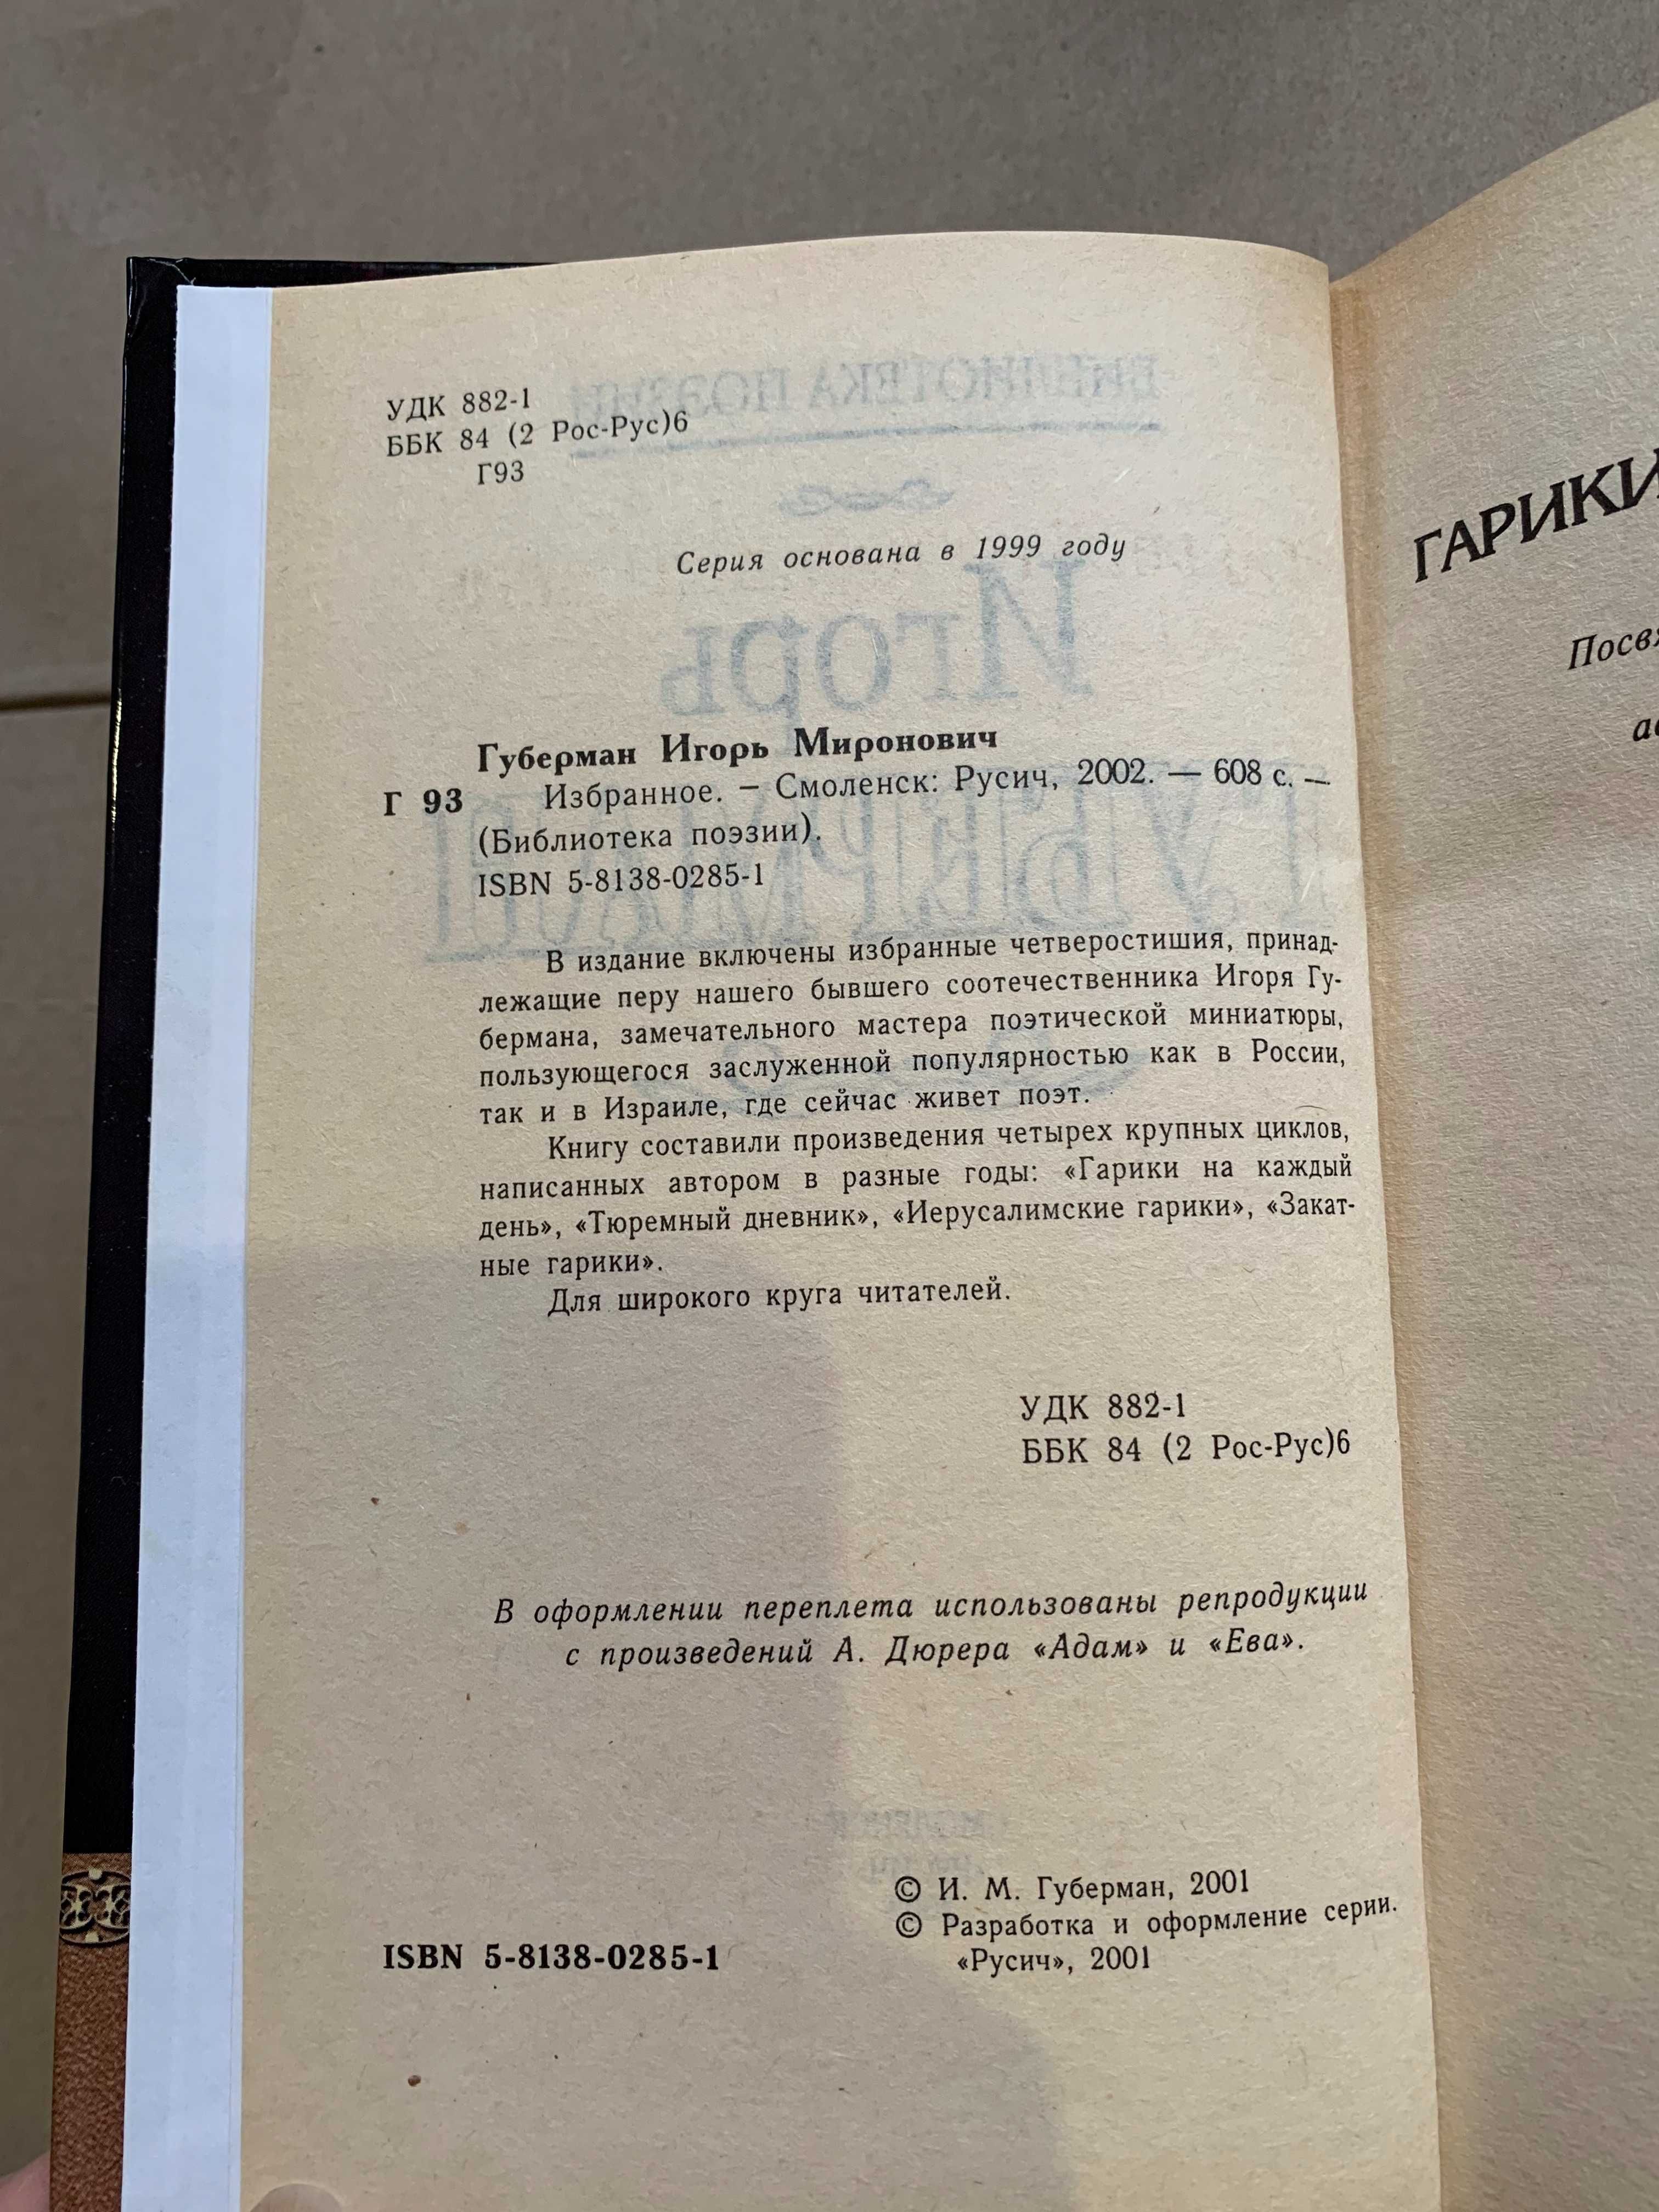 УДК 882-1
ББК 84 (2 Рос-Рус)6
Г93
Серия основана в 1999 году
Губерман Игорь Миронович
Г 93 Избранное. — Смоленск: Русич, 2002. — 608 с. —
(Библиотека поэзии).
ISBN 5-8138-0285-1
В издание включены избранные четверостишия, принад-
лежащие перу нашего бывшего соотечественника Игоря Гу-
бермана, замечательного мастера поэтической миниатюры,
пользующегося заслуженной популярностью как в России,
так и в Израиле, где сейчас живет поэт.
Книгу составили произведения четырех крупных циклов,
написанных автором в разные годы: «Гарики на каждый
день», «Тюремный дневник», «Иерусалимские гарики», «Закат-
ные гарики».
Для широкого круга читателей.
УДК 882-1
ББК 84 (2 Рос-Рус)6
В оформлении переплета использованы репродукции
с произведений А. Дюрера «Адам» и «Ева».
© И. М. Губерман, 2001
© Разработка и оформление серии.
«Русич», 2001
ISBN 5-8138-0285-1
ГАРИКИ